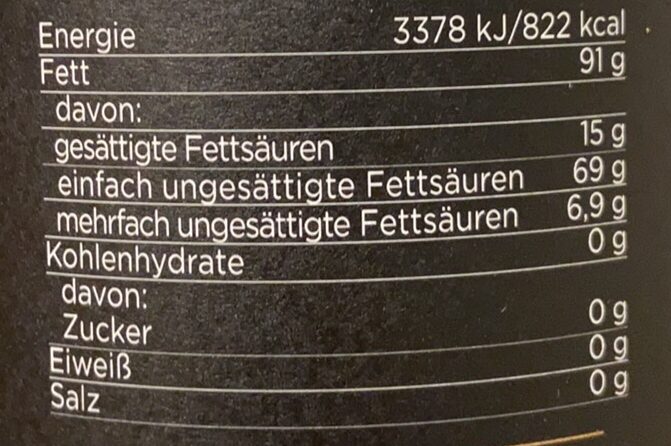 Energie 3378 kJ/822 kcal
Fett 91 g
davon:
gesättigte Fettsäuren 15 g
einfach ungesättigte Fettsäuren 69 g
mehrfach ungesättigte Fettsäuren 6,9 g
Kohlenhydrate 0 g
davon:
Zucker 0 g
Eiweiß 0 g
Salz 0 g